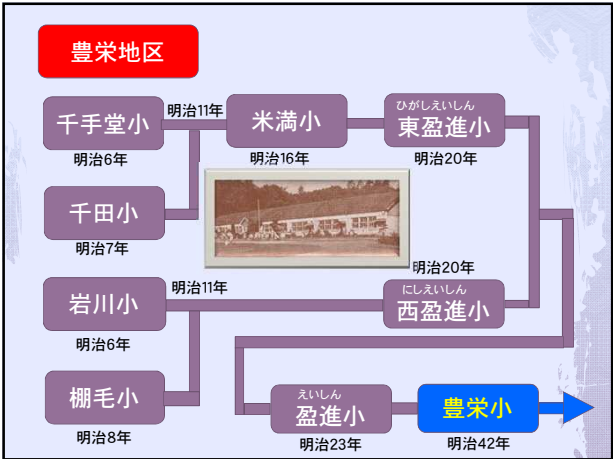 豊栄地区
千手堂小
明治6年
明治11年
米満小
明治16年
ひがしえいしん
東盈進小
明治20年
千田小
明治7年
岩川小
明治6年
明治11年
明治20年
にしえいしん
西盈進小
棚毛小
明治8年
えいしん
盈進小
明治23年
豊栄小
明治42年